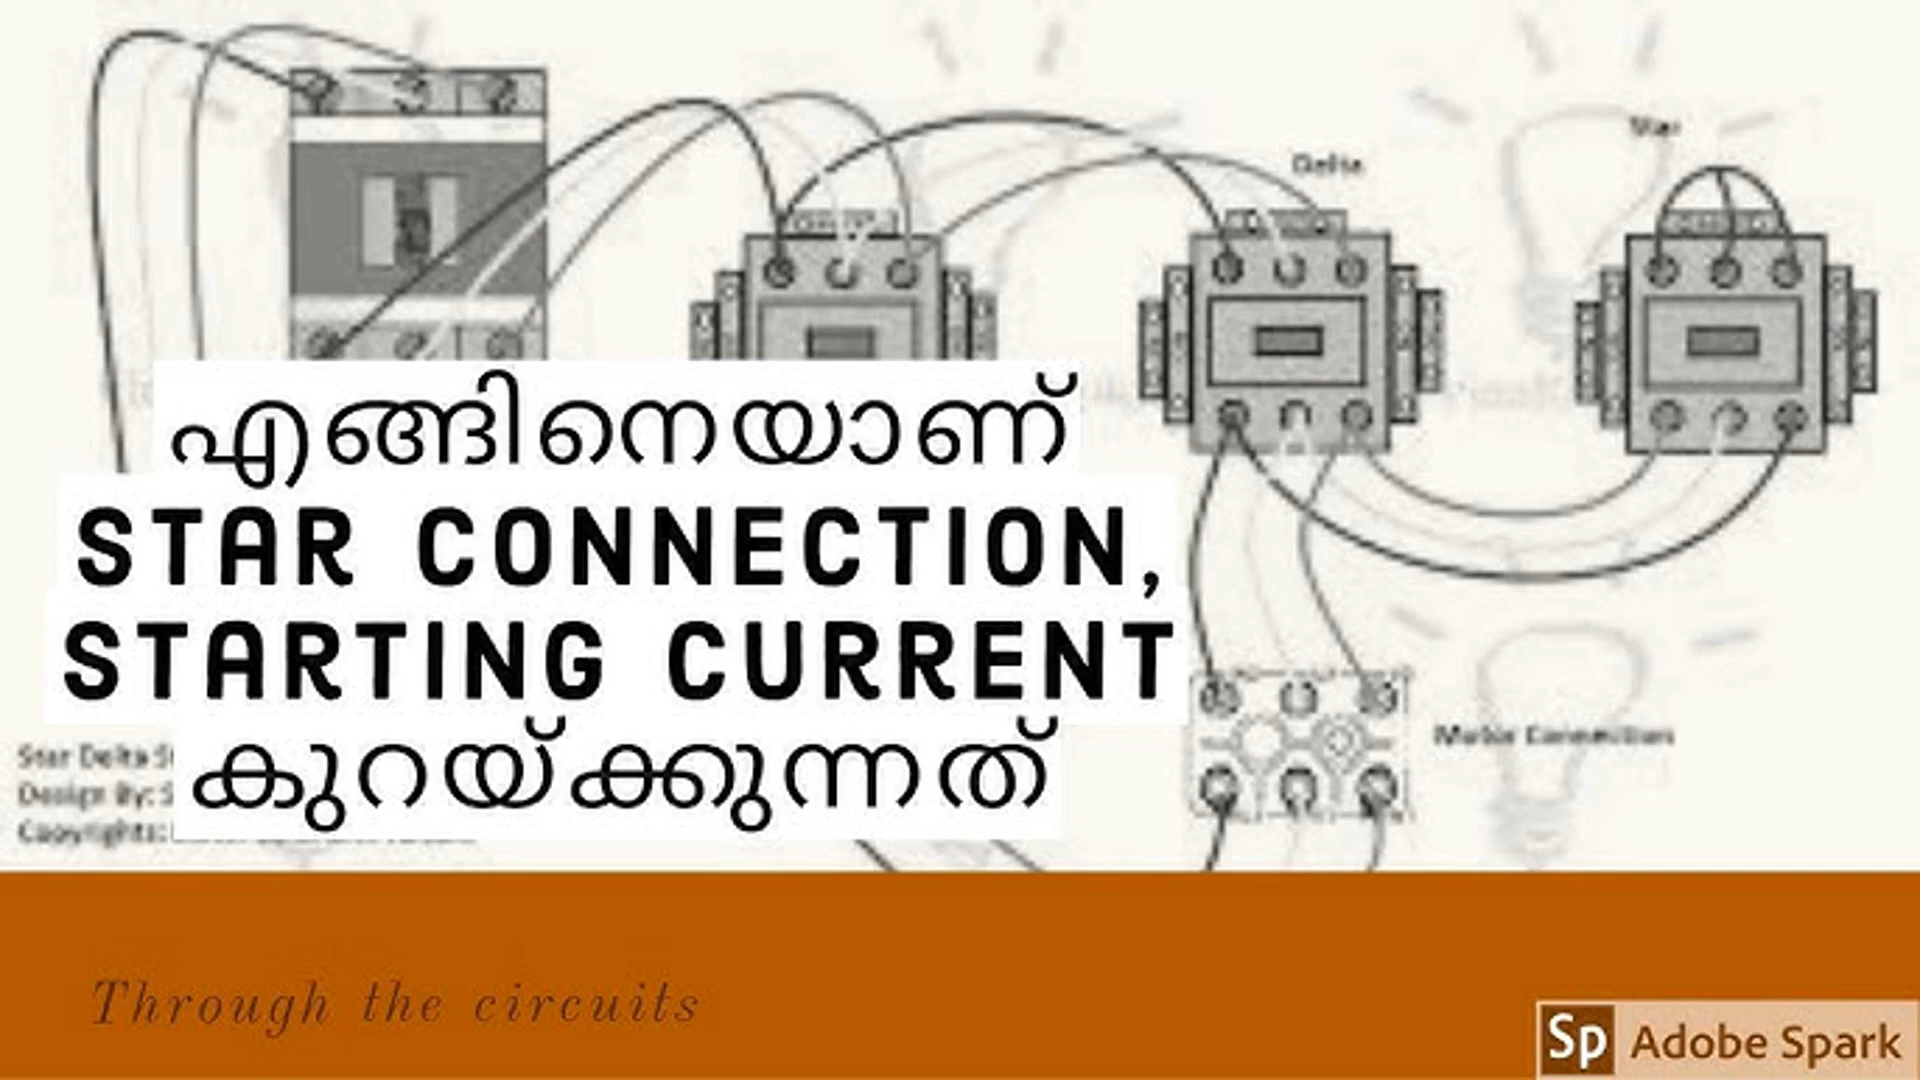 Star
Delta
എങ്ങിനെയാണ്
STAR CONNECTION,
STARTING CURRENT
കുറയ്ക്കുന്നത്
Motor Connection
Star Delta
Design By:
Copyrights:
Through the circuits
Sp Adobe Spark